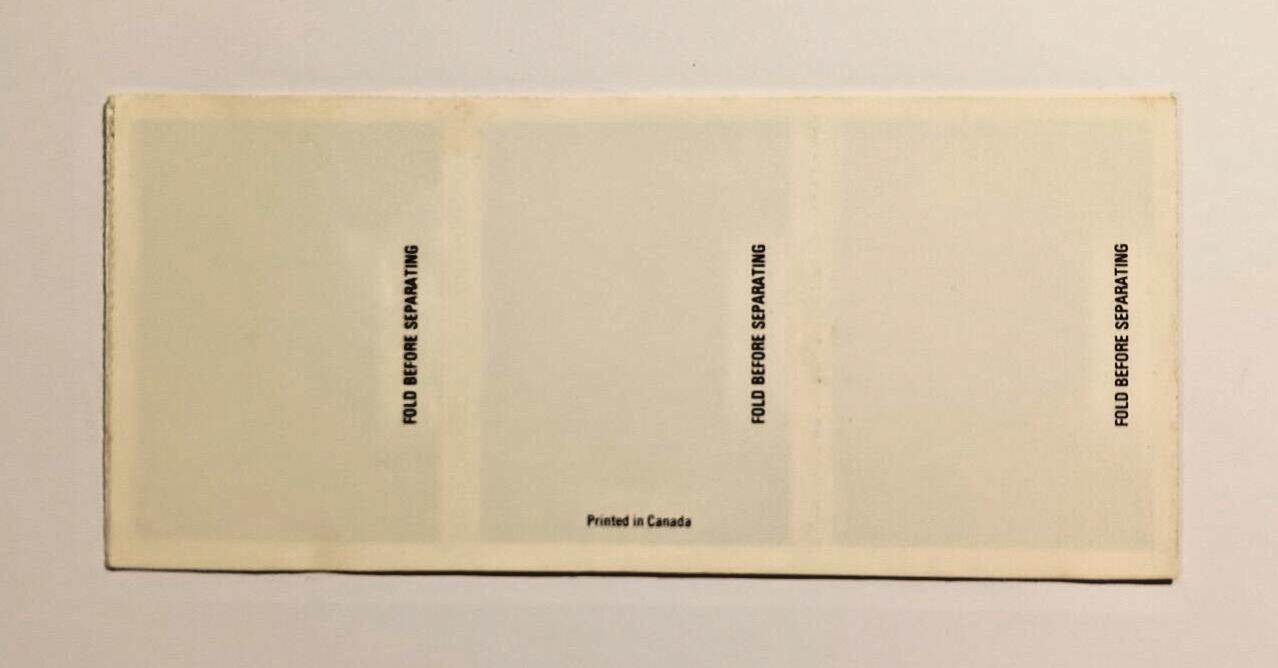 FOLD BEFORE SEPARATING
FOLD BEFORE SEPARATING
FOLD BEFORE SEPARATING
Printed in Canada